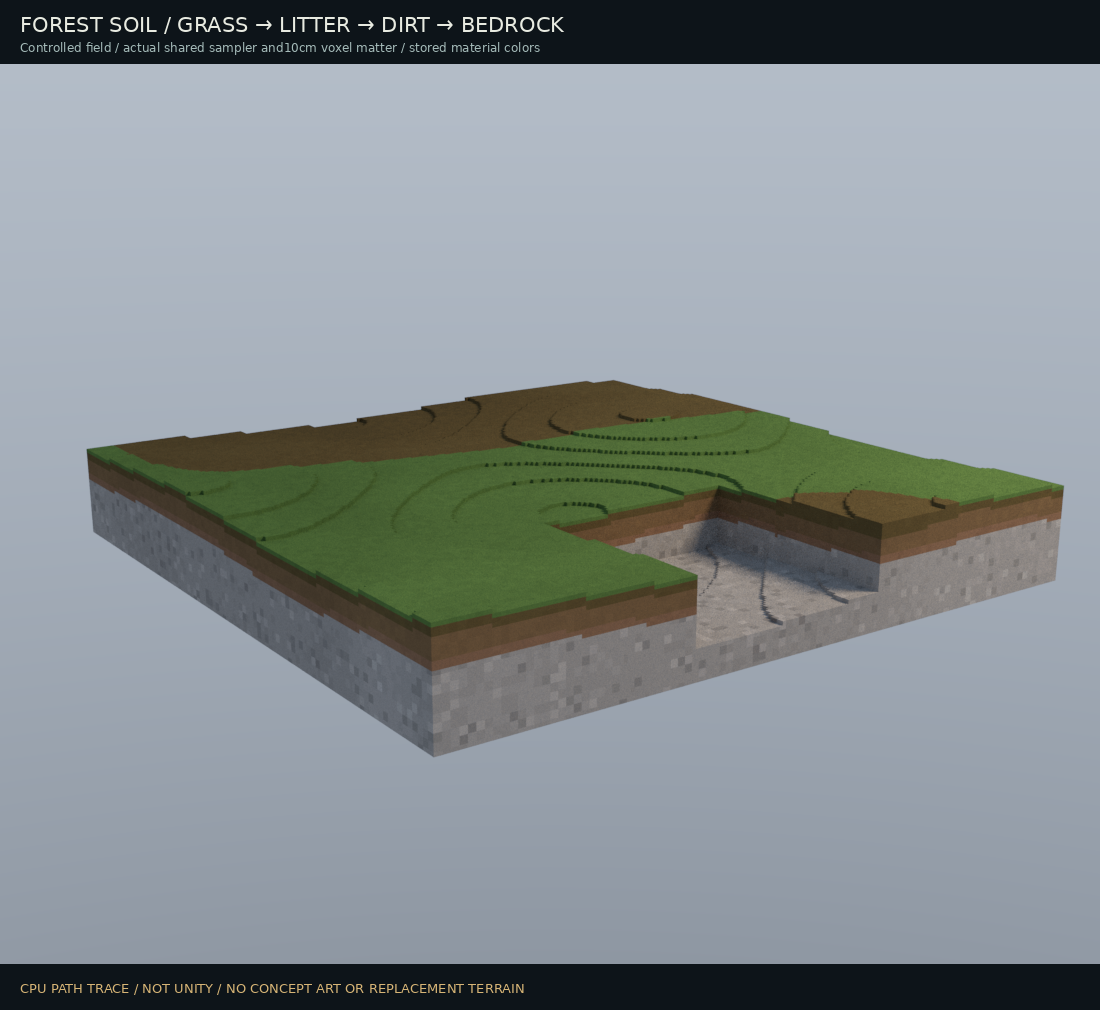 FOREST SOIL / GRASS → LITTER → DIRT → BEDROCK
Controlled field / actual shared sampler and10cm voxel matter / stored material colors
CPU PATH TRACE / NOT UNITY / NO CONCEPT ART OR REPLACEMENT TERRAIN